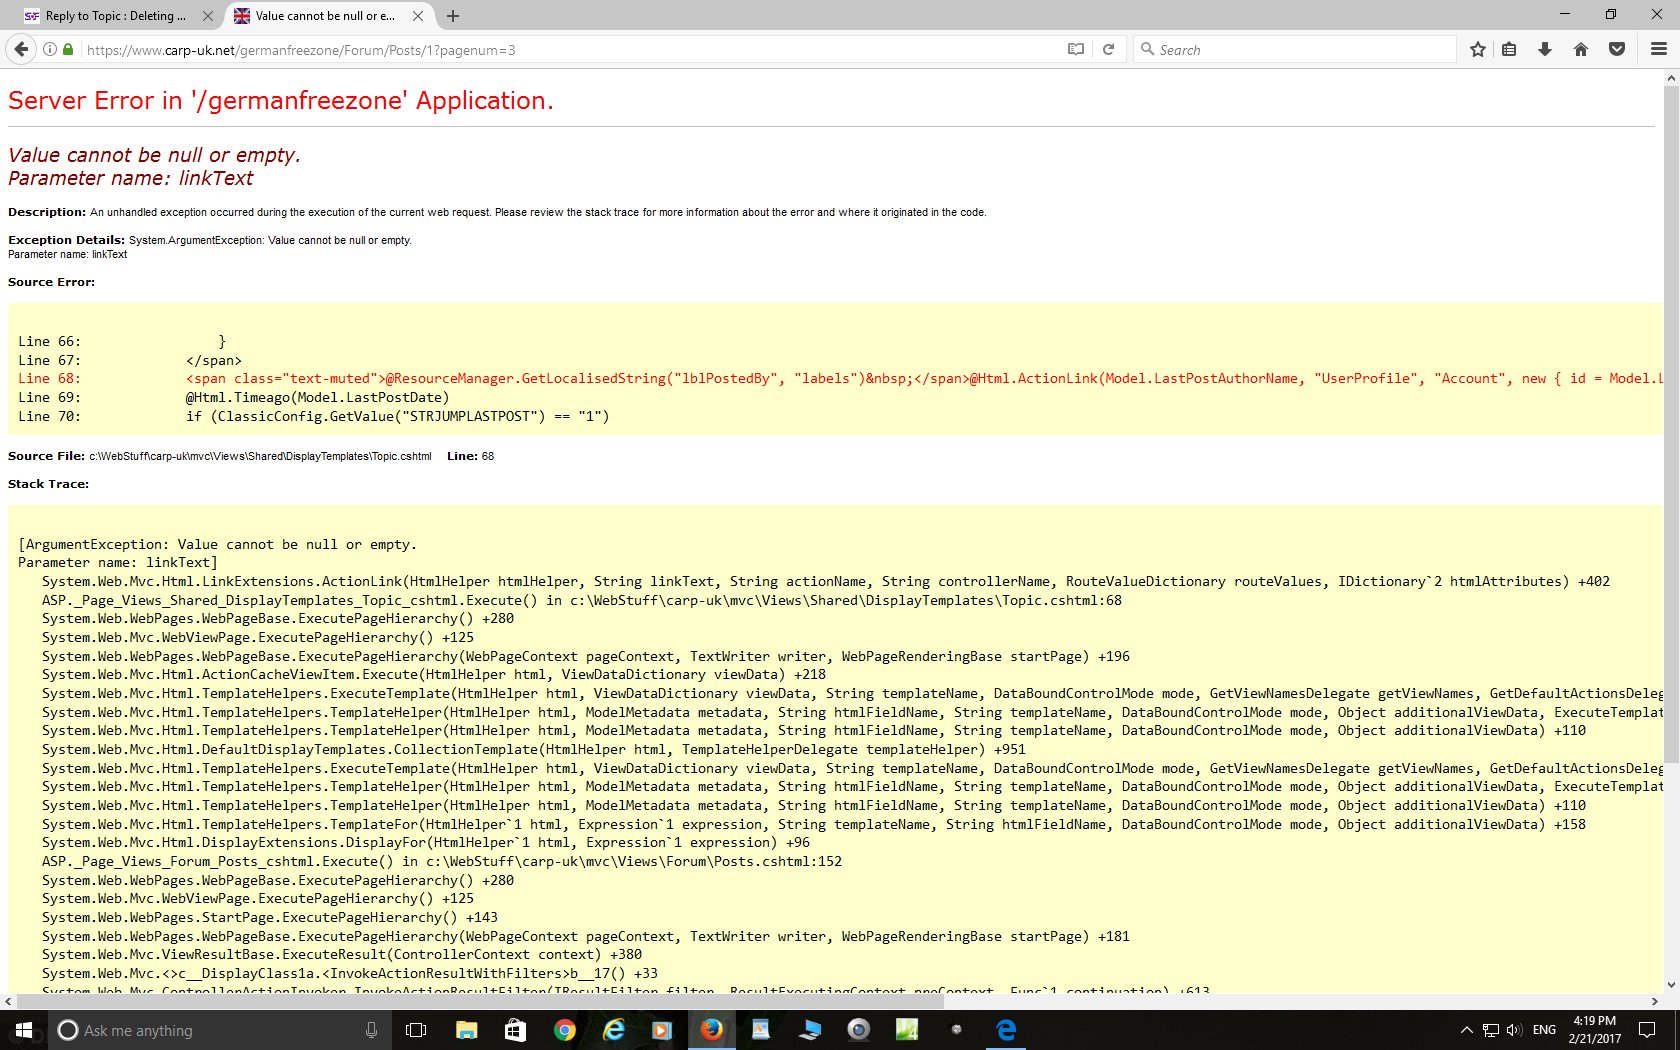 Reply to Topic : Deleting ...
Value cannot be null or e...
https://www.carp-uk.net/germanfreezone/Forum/Posts/1?pagenum=3
Search
Server Error in '/germanfreezone' Application.
Value cannot be null or empty.
Parameter name: linkText
Description: An unhandled exception occurred during the execution of the current web request. Please review the stack trace for more information about the error and where it originated in the code.
Exception Details: System.ArgumentException: Value cannot be null or empty.
Parameter name: linkText
Source Error:
Line 66:                 }
Line 67:             </span>
Line 68:             <span class="text-muted">@ResourceManager.GetLocalisedString("lblPostedBy", "labels")&nbsp;</span>@Html.ActionLink(Model.LastPostAuthorName, "UserProfile", "Account", new { id = Model.L
Line 69:             @Html.Timeago(Model.LastPostDate)
Line 70:             if (ClassicConfig.GetValue("STRJUMPLASTPOST") == "1")
Source File: c:\WebStuff\carp-uk\mvc\Views\Shared\DisplayTemplates\Topic.cshtml    Line: 68
Stack Trace:
[ArgumentException: Value cannot be null or empty.
Parameter name: linkText]
System.Web.Mvc.Html.LinkExtensions.ActionLink(HtmlHelper htmlHelper, String linkText, String actionName, String controllerName, RouteValueDictionary routeValues, IDictionary`2 htmlAttributes) +402
ASP._Page_Views_Shared_DisplayTemplates_Topic_cshtml.Execute() in c:\WebStuff\carp-uk\mvc\Views\Shared\DisplayTemplates\Topic.cshtml:68
System.Web.WebPages.WebPageBase.ExecutePageHierarchy() +280
System.Web.Mvc.WebViewPage.ExecutePageHierarchy() +125
System.Web.WebPages.WebPageBase.ExecutePageHierarchy(WebPageContext pageContext, TextWriter writer, WebPageRenderingBase startPage) +196
System.Web.Mvc.Html.ActionCacheViewItem.Execute(HtmlHelper html, ViewDataDictionary viewData) +218
System.Web.Mvc.Html.TemplateHelpers.ExecuteTemplate(HtmlHelper html, ViewDataDictionary viewData, String templateName, DataBoundControlMode mode, GetViewNamesDelegate getViewNames, GetDefaultActionsDeleg
System.Web.Mvc.Html.TemplateHelpers.TemplateHelper(HtmlHelper html, ModelMetadata metadata, String htmlFieldName, String templateName, DataBoundControlMode mode, Object additionalViewData, ExecuteTemplat
System.Web.Mvc.Html.TemplateHelpers.TemplateHelper(HtmlHelper html, ModelMetadata metadata, String htmlFieldName, String templateName, DataBoundControlMode mode, Object additionalViewData) +110
System.Web.Mvc.Html.DefaultDisplayTemplates.CollectionTemplate(HtmlHelper html, TemplateHelperDelegate templateHelper) +951
System.Web.Mvc.Html.TemplateHelpers.ExecuteTemplate(HtmlHelper html, ViewDataDictionary viewData, String templateName, DataBoundControlMode mode, GetViewNamesDelegate getViewNames, GetDefaultActionsDeleg
System.Web.Mvc.Html.TemplateHelpers.TemplateHelper(HtmlHelper html, ModelMetadata metadata, String htmlFieldName, String templateName, DataBoundControlMode mode, Object additionalViewData, ExecuteTemplat
System.Web.Mvc.Html.TemplateHelpers.TemplateHelper(HtmlHelper html, ModelMetadata metadata, String htmlFieldName, String templateName, DataBoundControlMode mode, Object additionalViewData) +110
System.Web.Mvc.Html.TemplateHelpers.TemplateFor(HtmlHelper`1 html, Expression`1 expression, String templateName, String htmlFieldName, DataBoundControlMode mode, Object additionalViewData) +158
System.Web.Mvc.Html.DisplayExtensions.DisplayFor(HtmlHelper`1 html, Expression`1 expression) +96
ASP._Page_Views_Forum_Posts_cshtml.Execute() in c:\WebStuff\carp-uk\mvc\Views\Forum\Posts.cshtml:152
System.Web.WebPages.WebPageBase.ExecutePageHierarchy() +280
System.Web.Mvc.WebViewPage.ExecutePageHierarchy() +125
System.Web.WebPages.StartPage.ExecutePageHierarchy() +143
System.Web.WebPages.WebPageBase.ExecutePageHierarchy(WebPageContext pageContext, TextWriter writer, WebPageRenderingBase startPage) +181
System.Web.Mvc.ViewResultBase.ExecuteResult(ControllerContext context) +380
System.Web.Mvc.<>c__DisplayClass1a.<InvokeActionResultWithFilters>b__17() +33
System.Web.Mvc.ControllerActionInvoker.InvokeActionResultFilter(IResultFilter filter, ResultExecutingContext preContext, Func`1 continuation) +613
Ask me anything
ENG
4:19 PM
2/21/2017